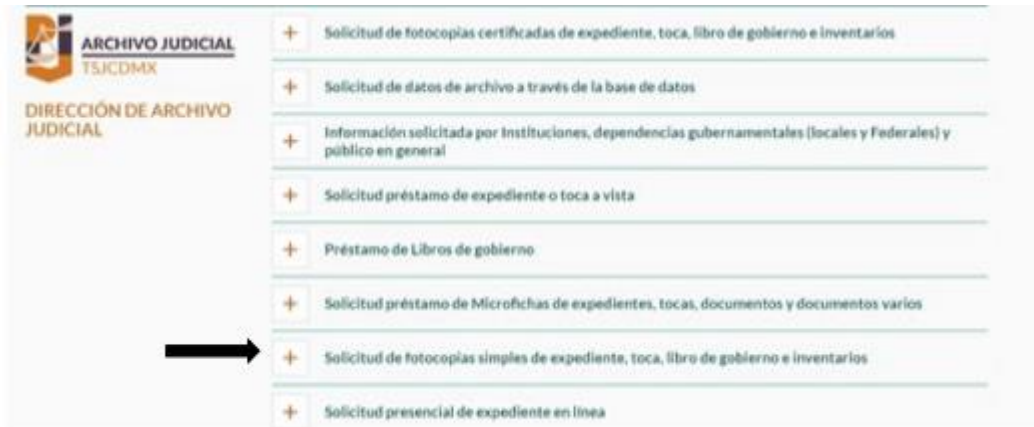 ARCHIVO JUDICIAL
TSJCDMX
DIRECCIÓN DE ARCHIVO
JUDICIAL
Solicitud de fotocopias certificadas de expediente, toca, libro de gobierno e inventarios
Solicitud de datos de archivo a través de la base de datos
Información solicitada por Instituciones, dependencias gubernamentales (locales y Federales) y
público en general
Solicitud préstamo de expediente o toca a vista
Préstamo de Libros de gobierno
Solicitud préstamo de Microfichas de expedientes, tocas, documentos y documentos varios
Solicitud de fotocopias simples de expediente, toca, libro de gobierno e inventarios
Solicitud presencial de expediente en línea